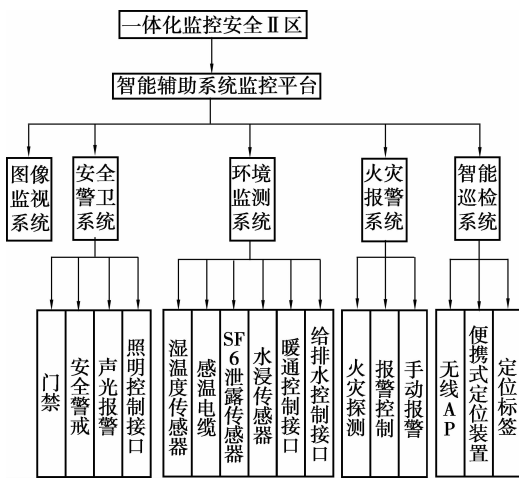 一体化监控安全Ⅱ区
智能辅助系统监控平台
图像
监视
系统
安全
警卫
系统
环境
监测
系统
火灾
报警
系统
智能
巡检
系统
门禁
安全警戒
声光报警
照明控制接口
湿温度传感器
感温电缆
SF6泄露传感器
水浸传感器
暖通控制接口
给排水控制接口
火灾探测
报警控制
手动报警
无线AP
便携式定位装置
定位标签